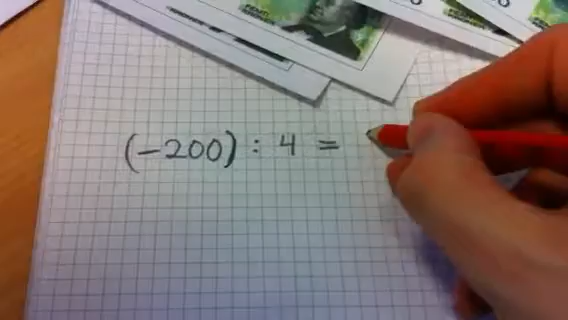 (-200) : 4 =